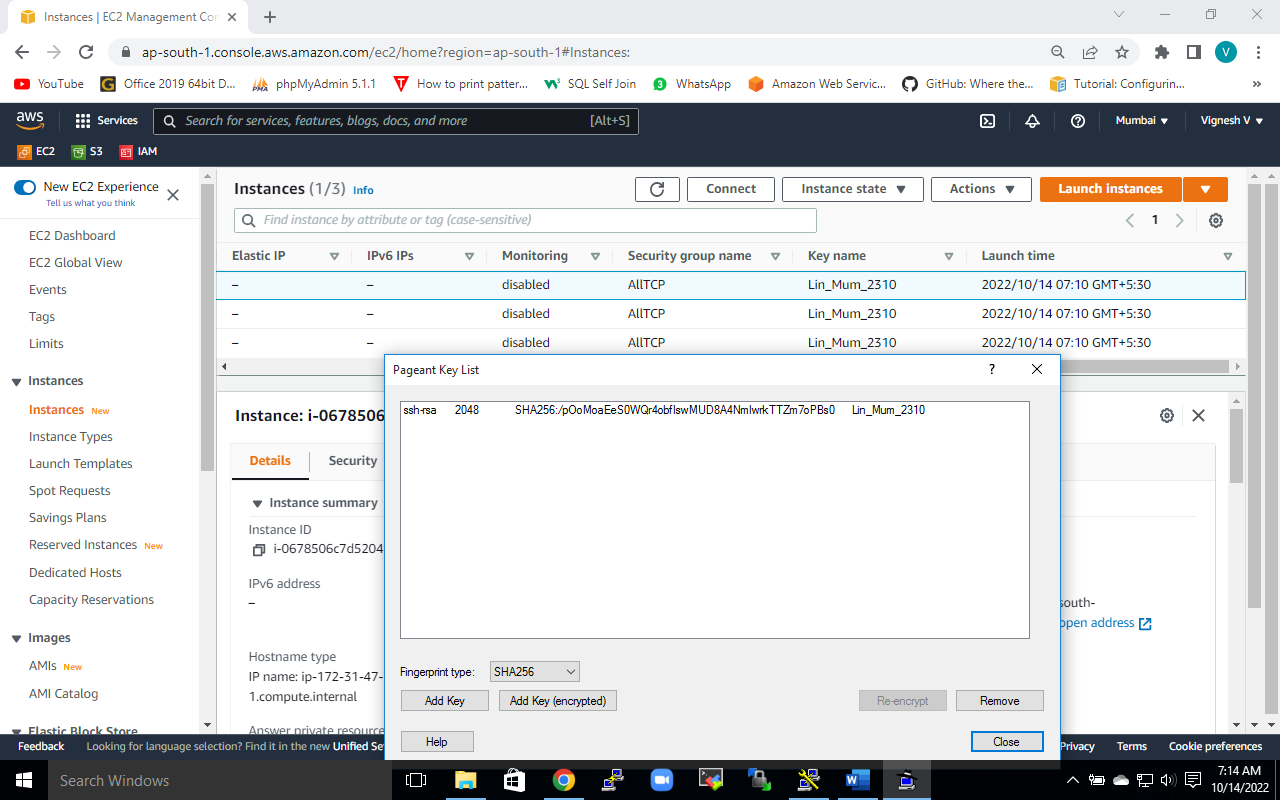 Instances | EC2 Management Con
ap-south-1.console.aws.amazon.com/ec2/home?region=ap-south-1#Instances:
V
YouTube
Office 2019 64bit D...
phpMyAdmin 5.1.1
How to print patter...
SQL Self Join
WhatsApp
Amazon Web Servic...
GitHub: Where the...
Tutorial: Configurin...
»
aws
Services
Search for services, features, blogs, docs, and more
[Alt+S]
Mumbai
Vignesh V
EC2
S3
IAM
New EC2 Experience
Tell us what you think
EC2 Dashboard
EC2 Global View
Events
Tags
Limits
Instances
Instances New
Instance Types
Launch Templates
Spot Requests
Savings Plans
Reserved Instances New
Dedicated Hosts
Capacity Reservations
Images
AMIs New
AMI Catalog
Elastic Block Store
Instances (1/3) Info
Connect
Instance state
Actions
Launch instances
Find instance by attribute or tag (case-sensitive)
1
Elastic IP IPv6 IPs Monitoring Security group name Key name Launch time
– – disabled AllTCP Lin_Mum_2310 2022/10/14 07:10 GMT+5:30
– – disabled AllTCP Lin_Mum_2310 2022/10/14 07:10 GMT+5:30
– – disabled AllTCP Lin_Mum_2310 2022/10/14 07:10 GMT+5:30
Instance: i-0678506
Details
Security
Instance summary
Instance ID
i-0678506c7d5204
IPv6 address
–
Hostname type
IP name: ip-172-31-47-
1.compute.internal
Answer private resource
south-
open address
Pageant Key List
?
ssh-rsa 2048 SHA256:/pOoMoaEeS0WQr4obfIswMUD8A4NmIwrkTTZm7oPBs0 Lin_Mum_2310
Fingerprint type: SHA256
Add Key
Add Key (encrypted)
Re-encrypt
Remove
Help
Close
Feedback
Looking for language selection? Find it in the new Unified Se
Privacy
Terms
Cookie preferences
Search Windows
7:14 AM
10/14/2022